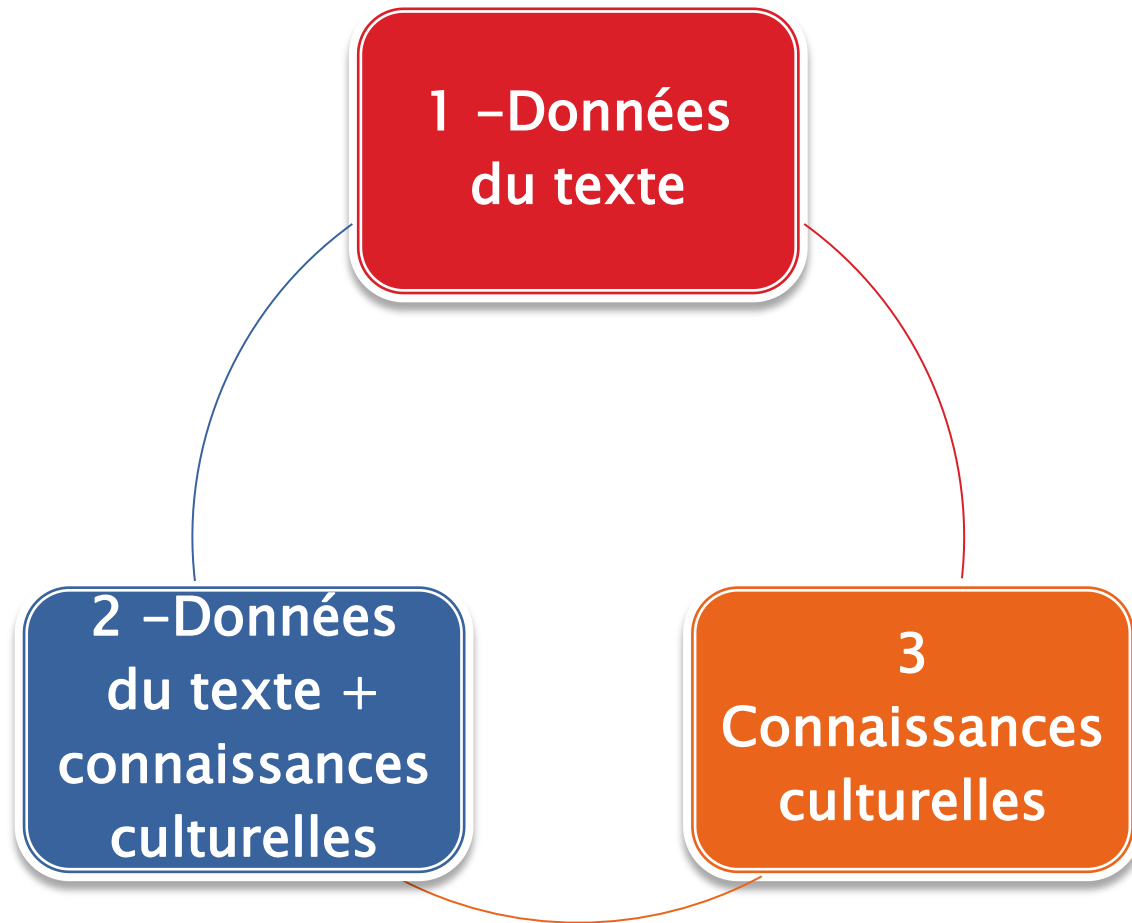 1 –Données
du texte
2 –Données
du texte +
connaissances
culturelles
3
Connaissances
culturelles